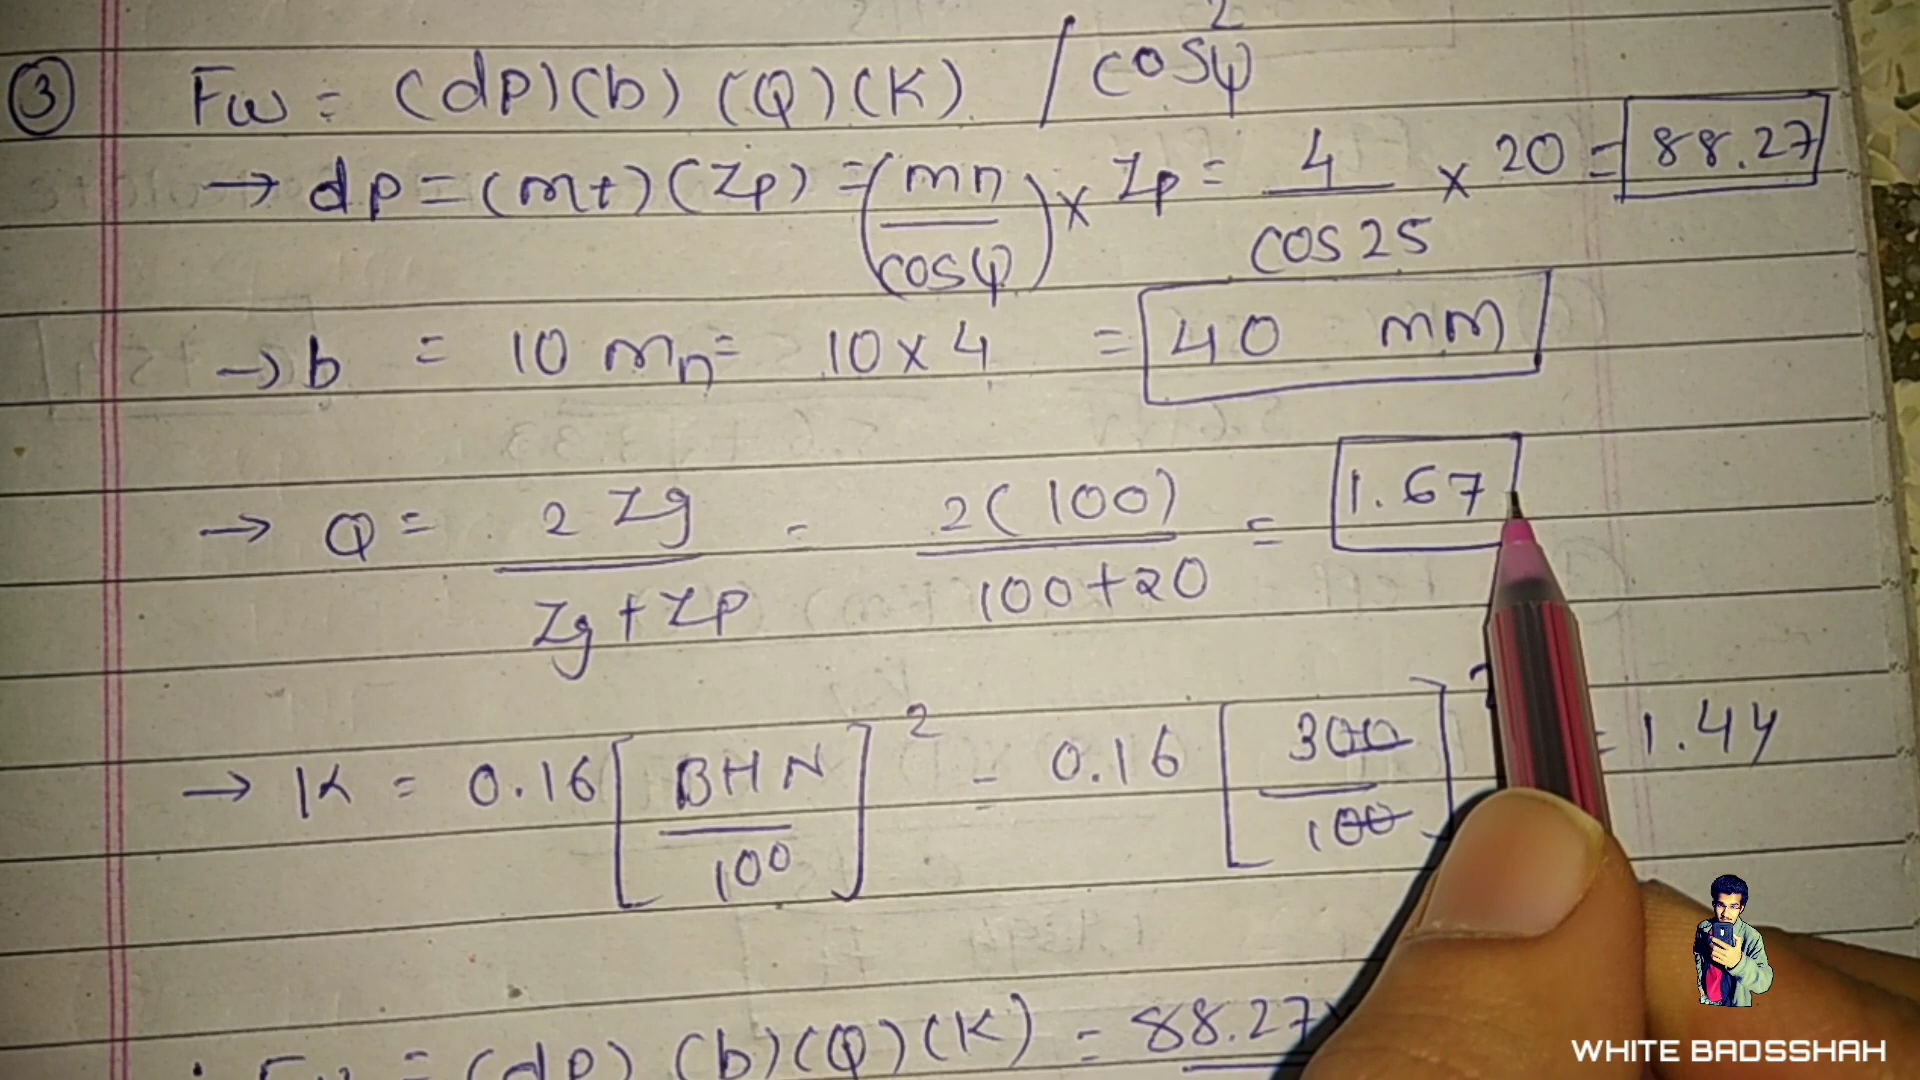 ③ Fw = (dp)(b) (Q)(K) / cos²ψ
→ dp = (mt)(Zp) = (mn/cosψ) × Zp = 4/cos25 × 20 = 88.27
→ b = 10 mn = 10 × 4 = 40 mm
→ Q = 2Zg/Zg+Zp - 2(100)/100+20 = 1.67
→ K = 0.16 [BHN/100]² - 0.16 [300/100]² = 1.44
∴ Fw = (dp) (b)(Q)(K) = 88.27
WHITE BADSSHAH